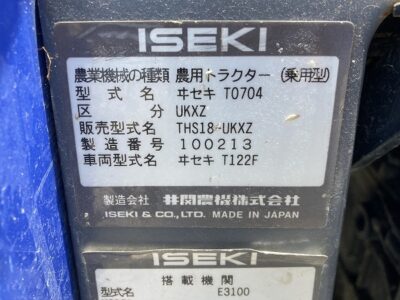 ISEKI
農業機械の種類 農用トラクター (乗用型)
型式名 ヰセキ T0704
区分 UKXZ
販売型式名 THS18-UKXZ
製造番号 100213
車両型式名 ヰセキ T122F
製造会社 井関農機株式会社
ISEKI & CO., LTD. MADE IN JAPAN
ISEKI
搭載機関
型式名 E3100